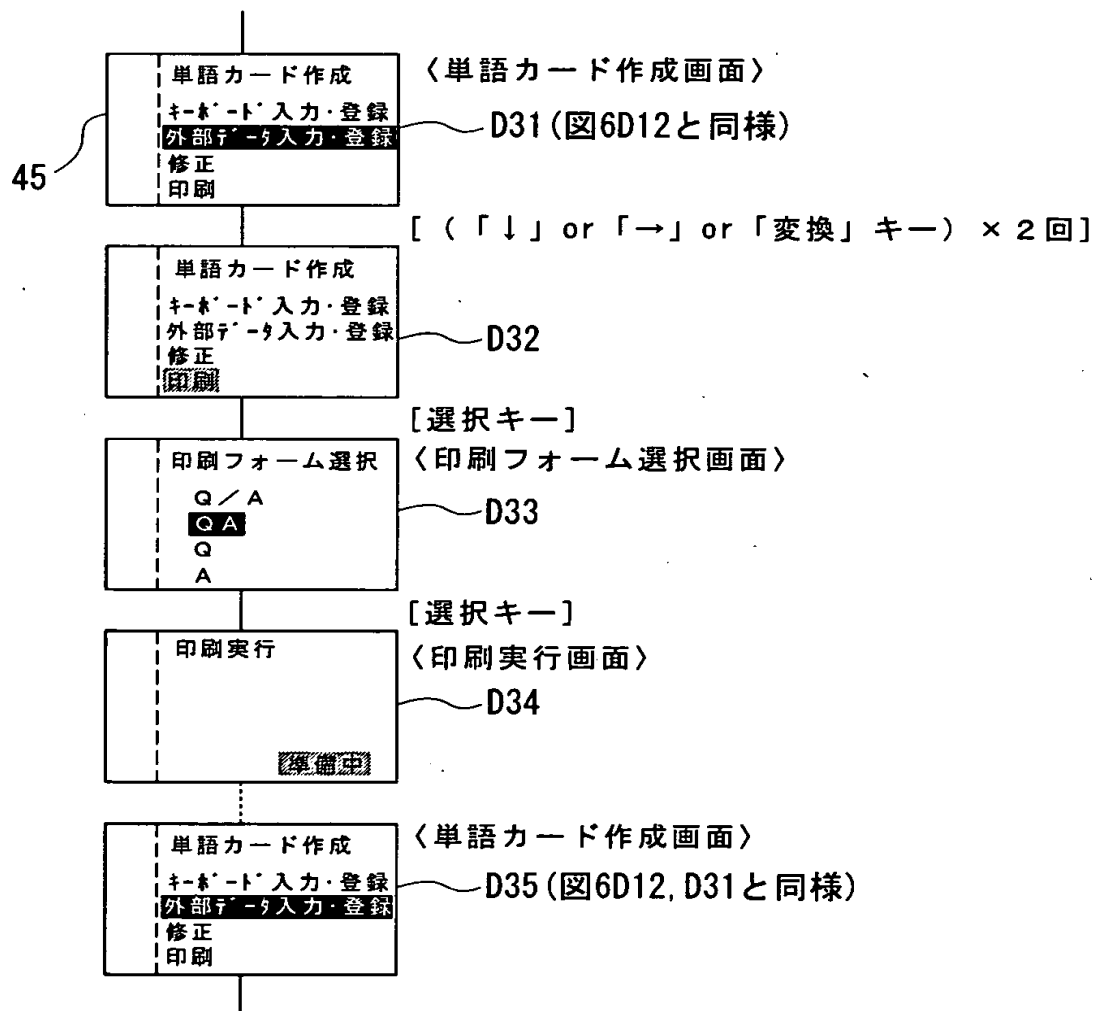 単語カード作成
〈単語カード作成画面〉
ｷｰﾎﾞｰﾄﾞ入力・登録
外部ﾃﾞｰﾀ入力・登録
D31(図6D12と同様)
修正
印刷
45
[（「↓」or「→」or「変換」キー）×2回]
単語カード作成
ｷｰﾎﾞｰﾄﾞ入力・登録
外部ﾃﾞｰﾀ入力・登録
D32
修正
印刷
[選択キー]
印刷フォーム選択
〈印刷フォーム選択画面〉
Q／A
QA
D33
Q
A
[選択キー]
印刷実行
〈印刷実行画面〉
D34
準備中
単語カード作成
〈単語カード作成画面〉
ｷｰﾎﾞｰﾄﾞ入力・登録
D35(図6D12,D31と同様)
外部ﾃﾞｰﾀ入力・登録
修正
印刷